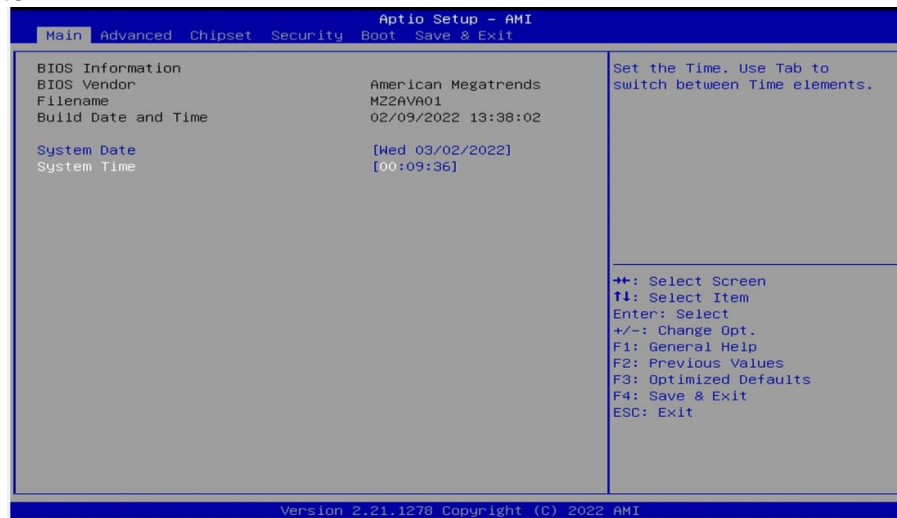 Aptio Setup – AMI
Main Advanced Chipset Security Boot Save & Exit
BIOS Information
BIOS Vendor American Megatrends
Filename MZ2AVA01
Build Date and Time 02/09/2022 13:38:02
System Date [Wed 03/02/2022]
System Time [00:09:36]
Set the Time. Use Tab to
switch between Time elements.
→←: Select Screen
↑↓: Select Item
Enter: Select
+/-: Change Opt.
F1: General Help
F2: Previous Values
F3: Optimized Defaults
F4: Save & Exit
ESC: Exit
Version 2.21.1278 Copyright (C) 2022 AMI